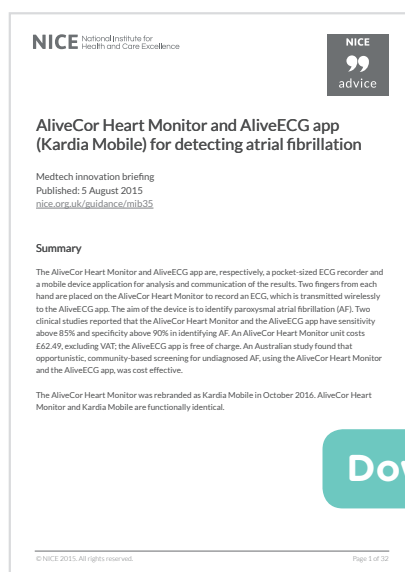 NICE National Institute for
Health and Care Excellence
NICE
advice
AliveCor Heart Monitor and AliveECG app
(Kardia Mobile) for detecting atrial fibrillation
Medtech innovation briefing
Published: 5 August 2015
nice.org.uk/guidance/mib35
Summary
The AliveCor Heart Monitor and AliveECG app are, respectively, a pocket-sized ECG recorder and
a mobile device application for analysis and communication of the results. Two fingers from each
hand are placed on the AliveCor Heart Monitor to record an ECG, which is transmitted wirelessly
to the AliveECG app. The aim of the device is to identify paroxysmal atrial fibrillation (AF). Two
clinical studies reported that the AliveCor Heart Monitor and the AliveECG app have sensitivity
above 85% and specificity above 90% in identifying AF. An AliveCor Heart Monitor unit costs
£62.49, excluding VAT; the AliveECG app is free of charge. An Australian study found that
opportunistic, community-based screening for undiagnosed AF, using the AliveCor Heart Monitor
and the AliveECG app, was cost effective.
The AliveCor Heart Monitor was rebranded as Kardia Mobile in October 2016. AliveCor Heart
Monitor and Kardia Mobile are functionally identical.
Dow
© NICE 2015. All rights reserved.
Page 1 of 32